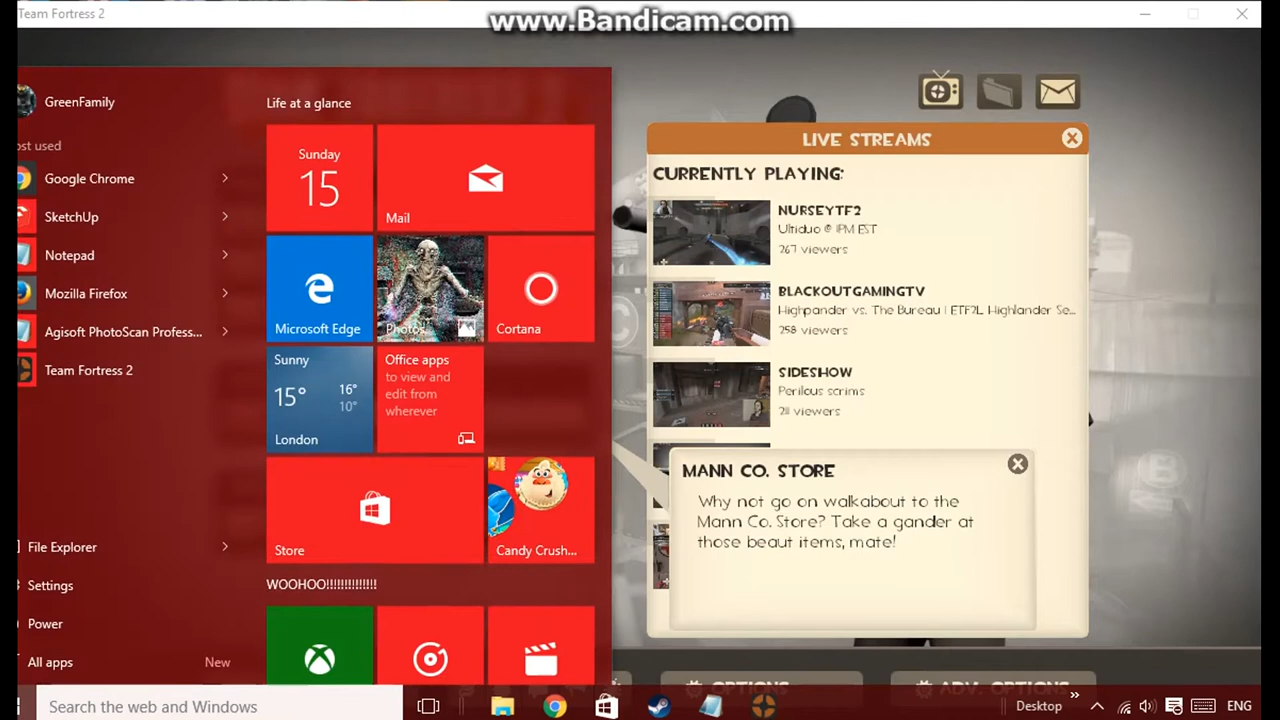 Team Fortress 2
www.Bandicam.com
GreenFamily
ost used
Google Chrome
SketchUp
Notepad
Mozilla Firefox
Agisoft PhotoScan Profess...
Team Fortress 2
File Explorer
Settings
Power
All apps New
Life at a glance
Sunday
15
Mail
Microsoft Edge
Photos
Cortana
Sunny
15° 16°
10°
London
Office apps
to view and
edit from
wherever
Store
Candy Crush...
WOOHOO!!!!!!!!!!!!!!
LIVE STREAMS
CURRENTLY PLAYING:
NURSEYTF2
Ultiduo @ 1PM EST
267 viewers
BLACKOUTGAMINGTV
Highpander vs. The Bureau | ETF2L Highlander Se...
258 viewers
SIDESHOW
Perilous scrims
211 viewers
MANN CO. STORE
Why not go on walkabout to the
Mann Co. Store? Take a gander at
those beaut items, mate!
OPTIONS
ADV. OPTIONS
Search the web and Windows
Desktop
ENG